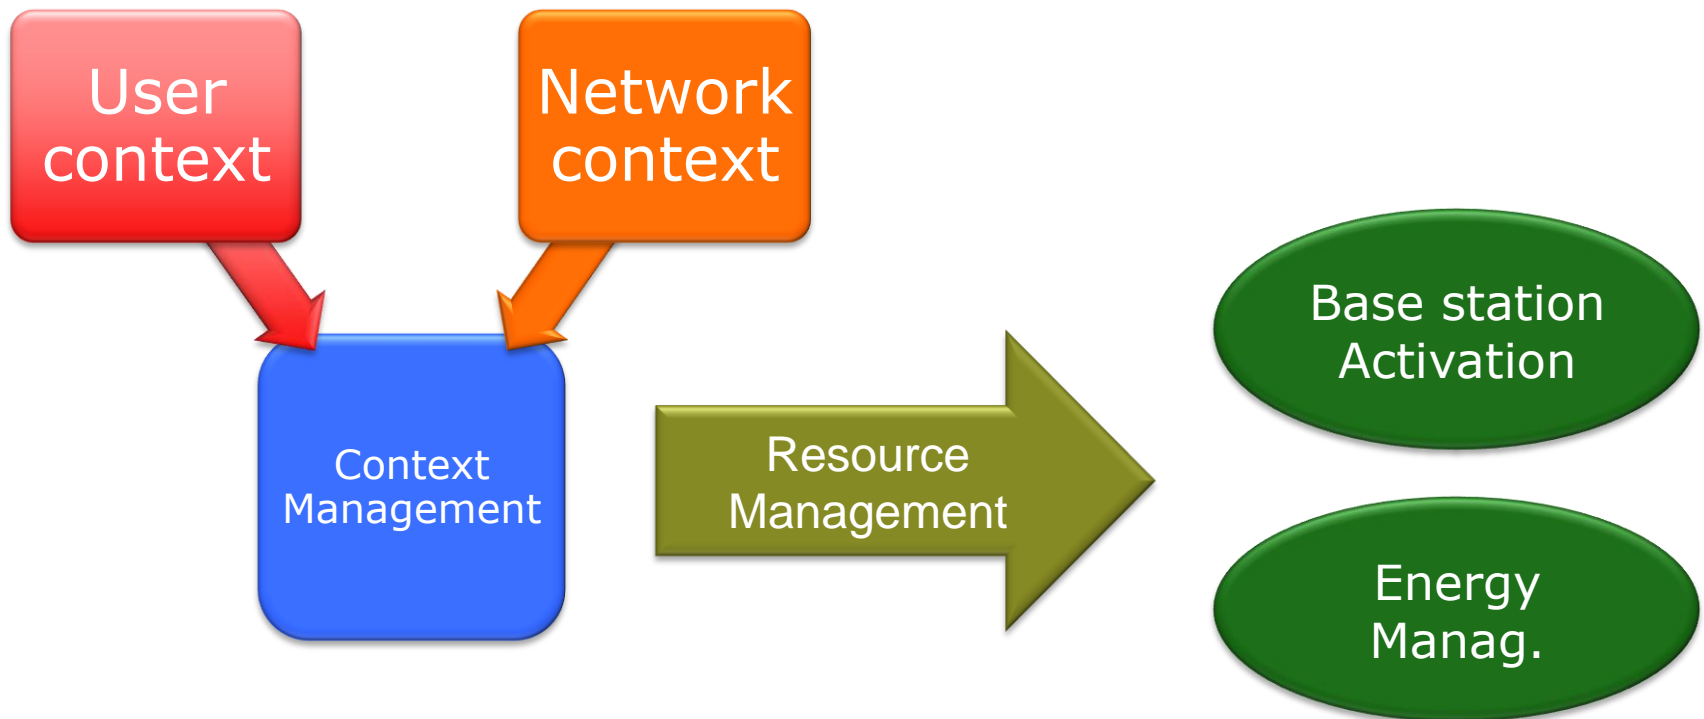 User
context
Network
context
Context
Management
Resource
Management
Base station
Activation
Energy
Manag.